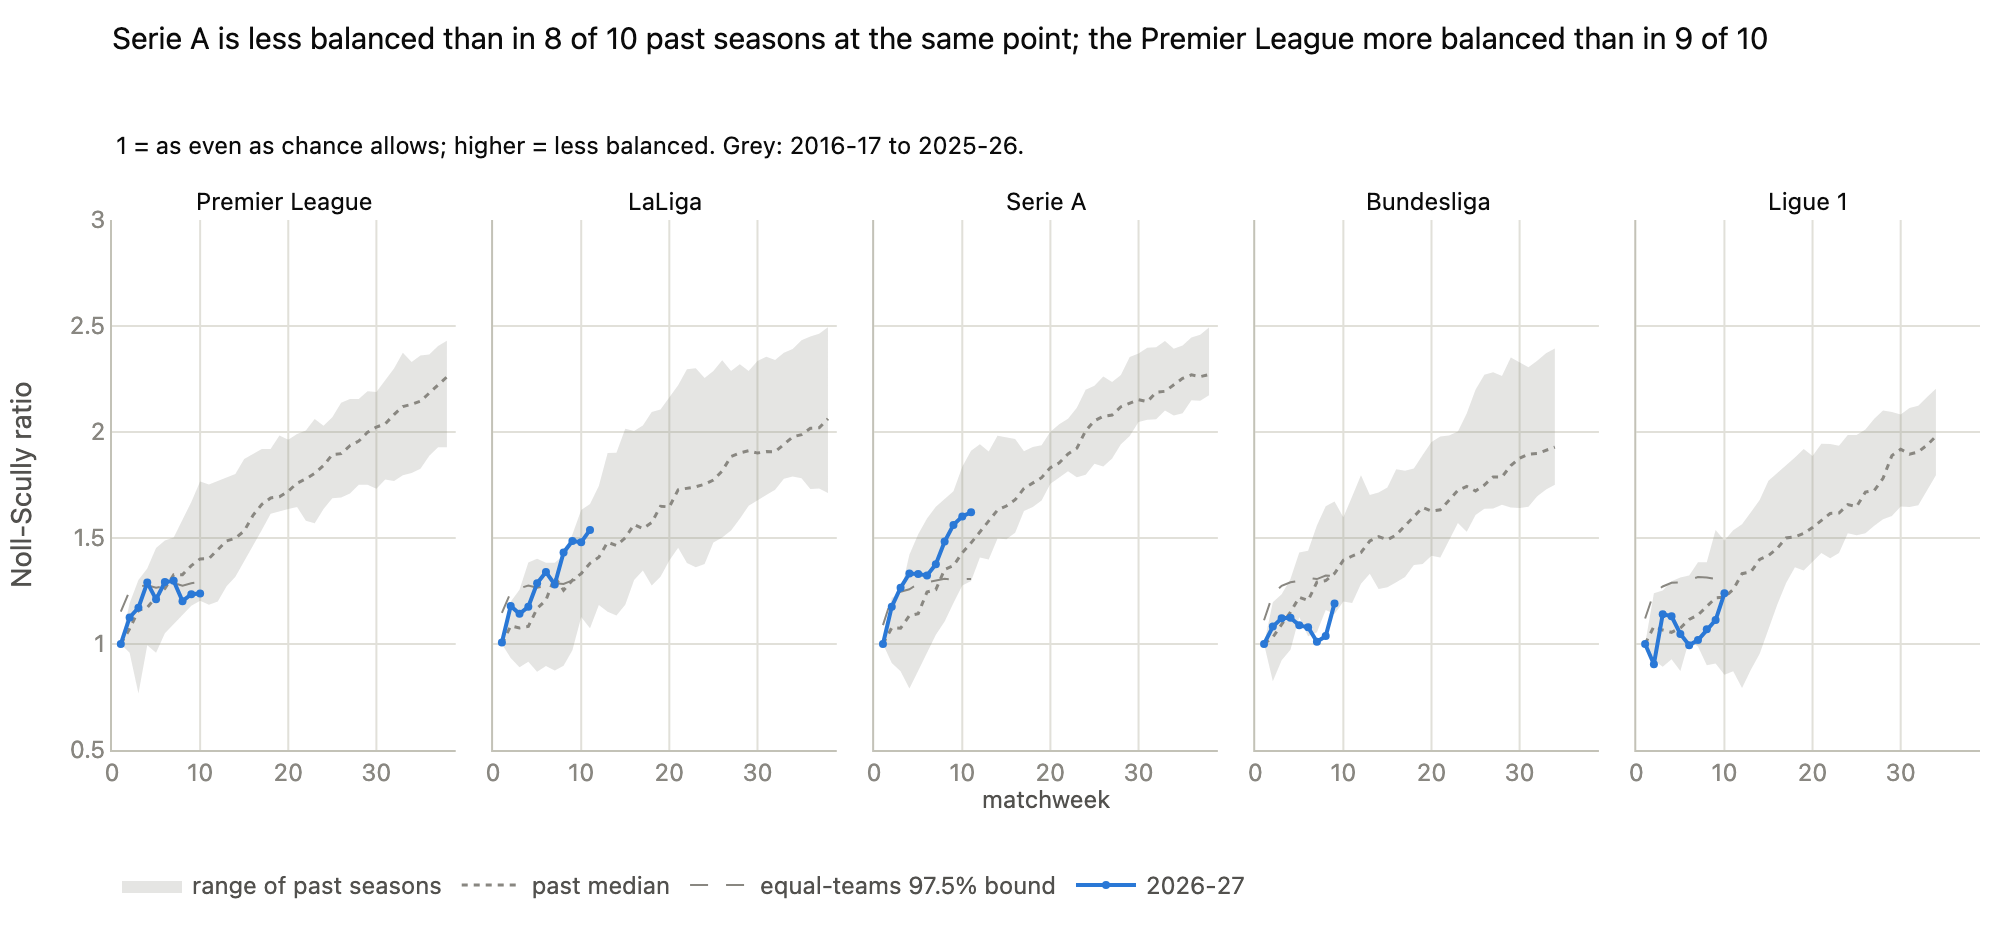 Serie A is less balanced than in 8 of 10 past seasons at the same point; the Premier League more balanced than in 9 of 10
1 = as even as chance allows; higher = less balanced. Grey: 2016-17 to 2025-26.
Premier League
LaLiga
Serie A
Bundesliga
Ligue 1
Noll-Scully ratio
3
2.5
2
1.5
1
0.5
0 10 20 30
0 10 20 30
0 10 20 30
0 10 20 30
0 10 20 30
matchweek
range of past seasons
past median
equal-teams 97.5% bound
2026-27